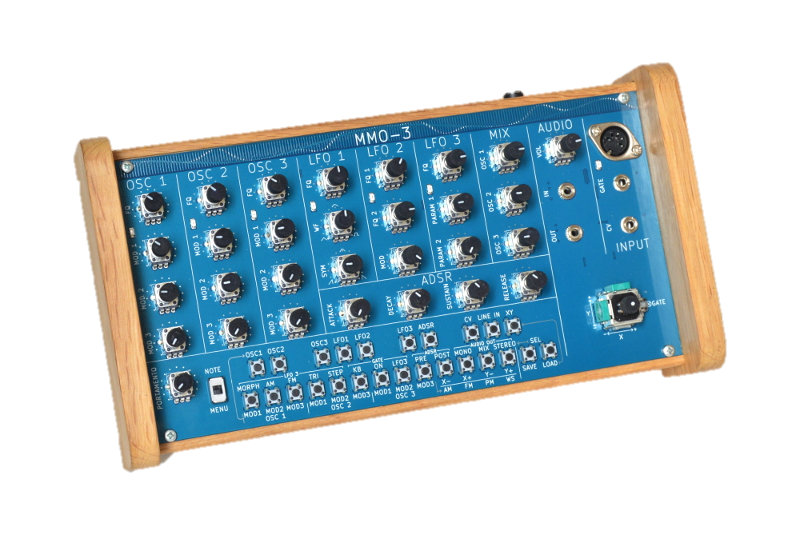 MMO-3
OSC 1
OSC 2
OSC 3
LFO 1
LFO 2
LFO 3
MIX
AUDIO
FQ
MOD 1
MOD 2
MOD 3
PORTAMENTO
FQ
MOD 1
MOD 2
MOD 3
FQ
MOD 1
MOD 2
MOD 3
FQ
WF
SYM
FQ 1
FQ 2
MOD
FQ
PARAM 1
PARAM 2
OSC 1
OSC 2
OSC 3
VOL
IN
OUT
GATE
CV
INPUT
ADSR
ATTACK
DECAY
SUSTAIN
RELEASE
GATE
X
NOTE
MENU
OSC1
OSC2
OSC3
LFO1
LFO2
LFO3
ADSR
CV
LINE IN
XY
LFO 3
GATE
AUDIO OUT
MORPH
AM
FM
TRI
STEP
KB
ON
LFO3
PRE
POST
MONO
MIX
STEREO
SEL
MOD1
MOD2
MOD3
MOD1
MOD2
MOD3
MOD1
MOD2
MOD3
X-
X+
Y-
Y+
SAVE
LOAD
OSC 1
OSC 2
OSC 3
AM
FM
PM
WS